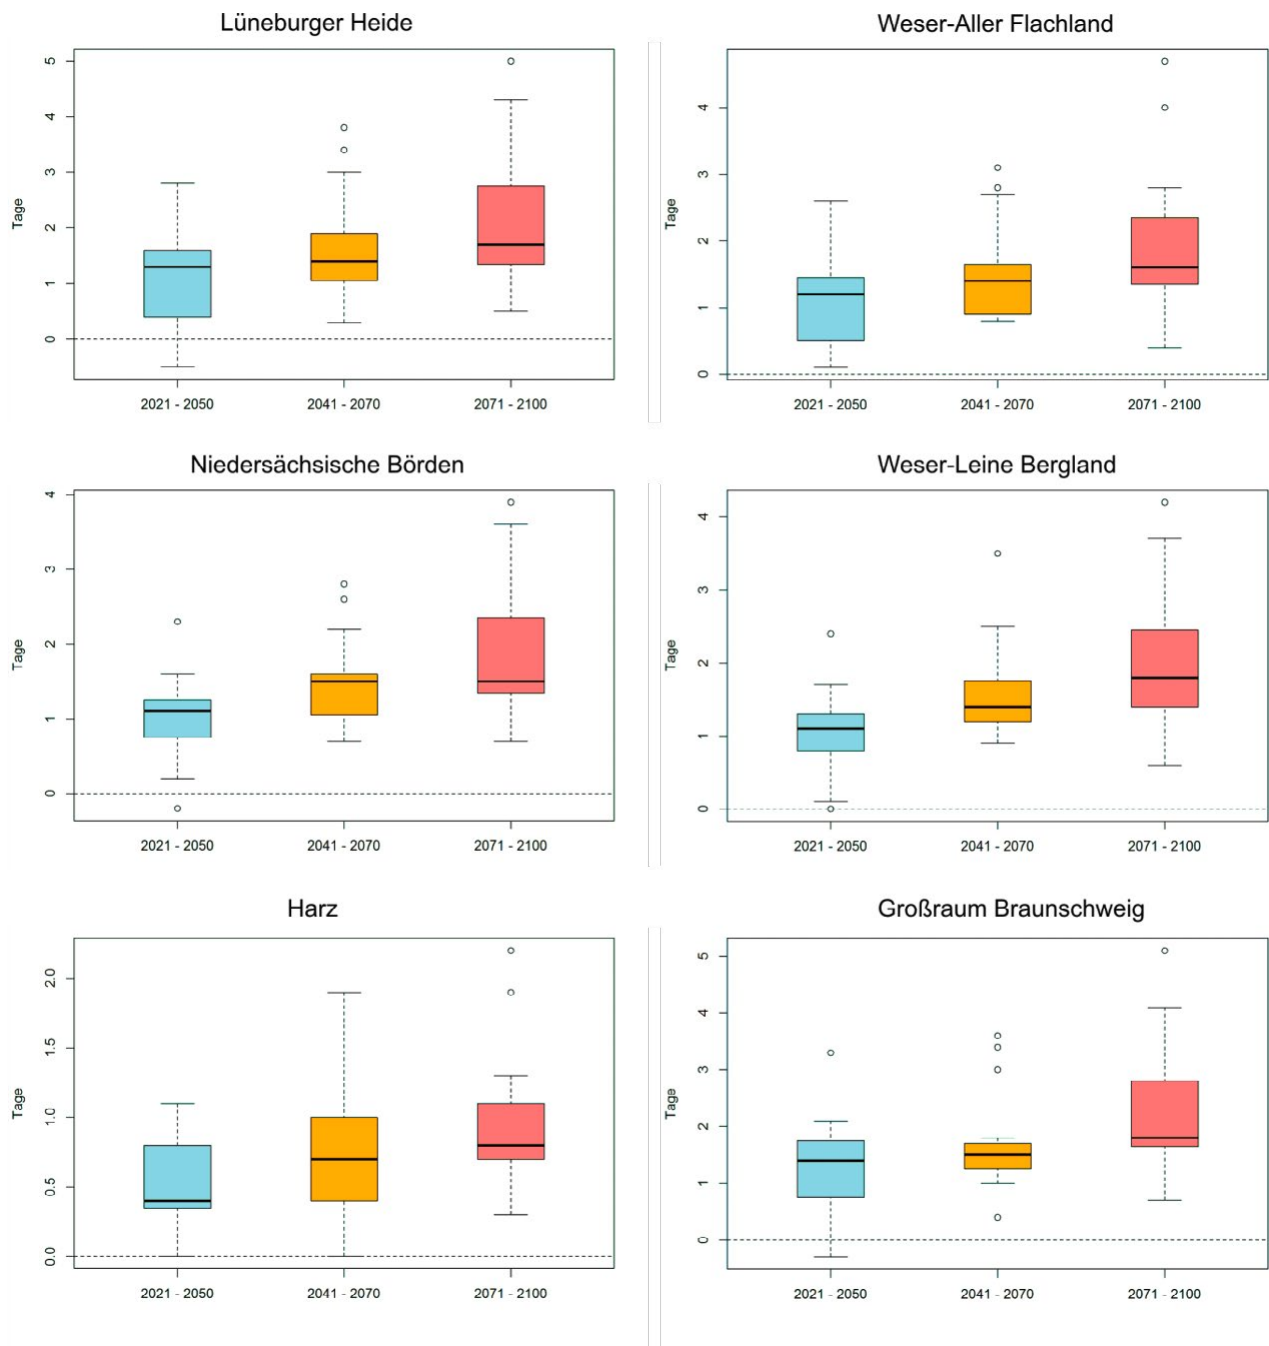 Lüneburger Heide
Tage
5
4
3
2
1
0
2021 - 2050 2041 - 2070 2071 - 2100
Weser-Aller Flachland
Tage
4
3
2
1
0
2021 - 2050 2041 - 2070 2071 - 2100
Niedersächsische Börden
Tage
4
3
2
1
0
2021 - 2050 2041 - 2070 2071 - 2100
Weser-Leine Bergland
Tage
4
3
2
1
0
2021 - 2050 2041 - 2070 2071 - 2100
Harz
Tage
2.0
1.5
1.0
0.5
0.0
2021 - 2050 2041 - 2070 2071 - 2100
Großraum Braunschweig
Tage
5
4
3
2
1
0
2021 - 2050 2041 - 2070 2071 - 2100